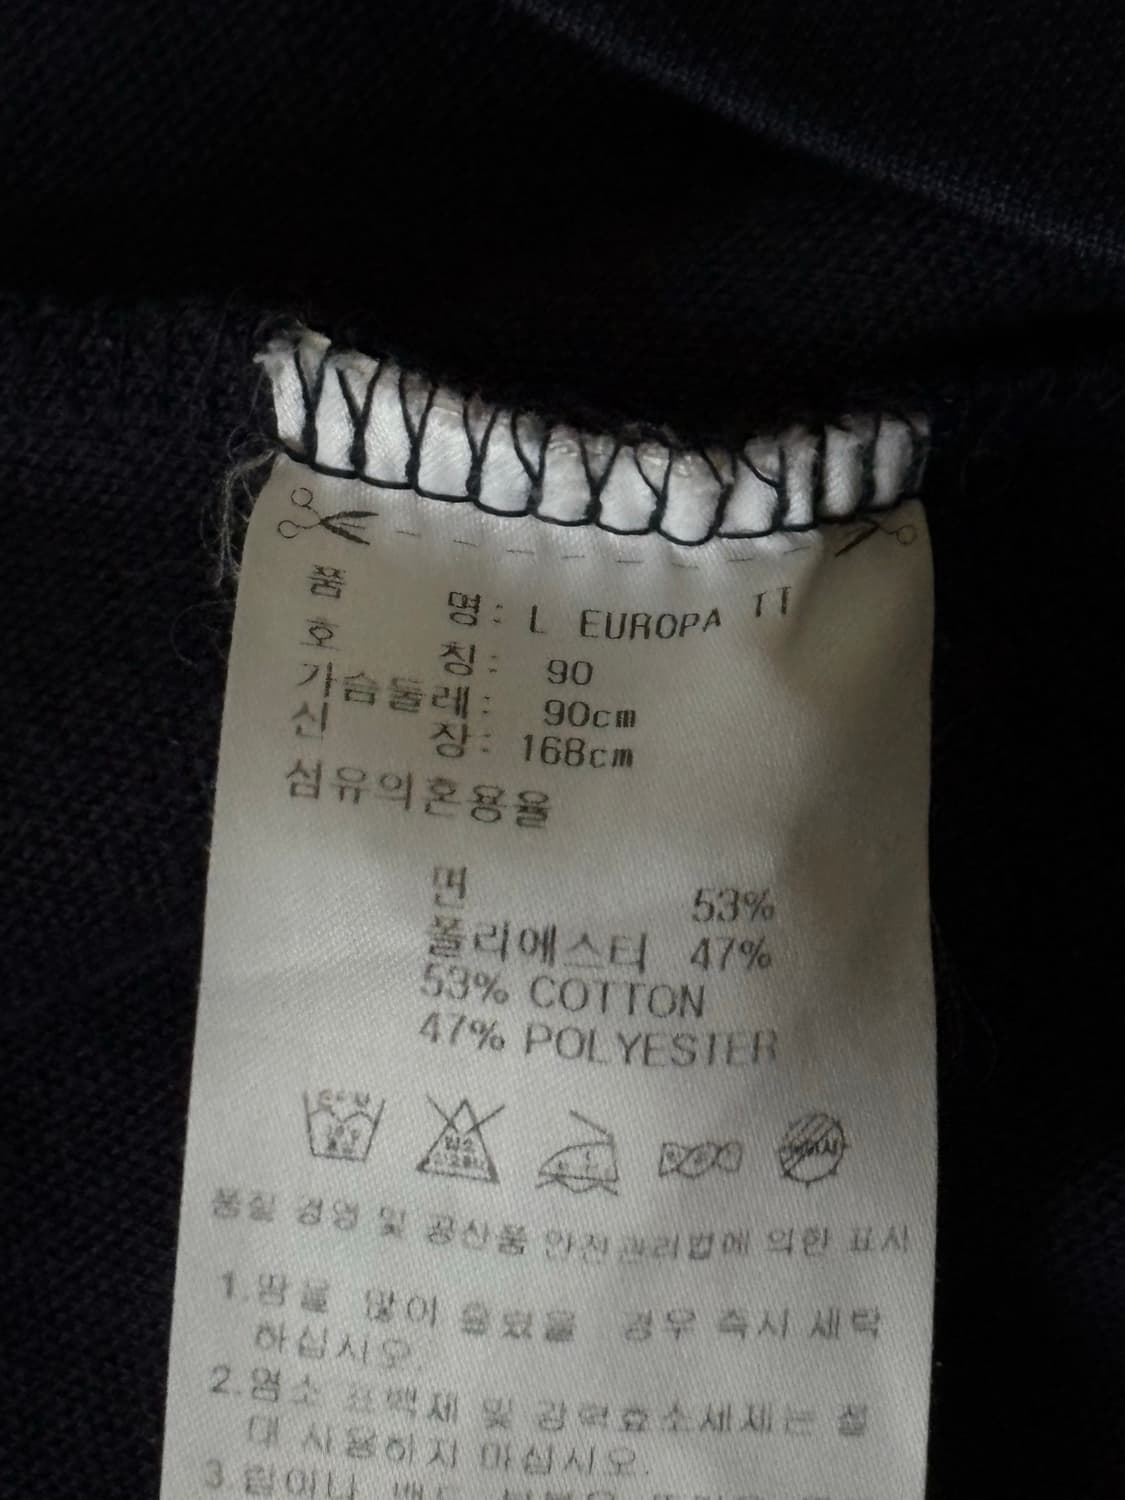 품 명: L EUROPA TT
호 칭: 90
가슴둘레: 90cm
신 장: 168cm
섬유의혼용율
면 53%
폴리에스터 47%
53% COTTON
47% POLYESTER
품질 경영 및 공산품 안전관리법에 의한 표시
1.땀을 많이 흘렸을 경우 즉시 세탁
하십시오.
2.염소 표백제 및 강력효소세제는 절
대 사용하지 마십시오.
3.립이나